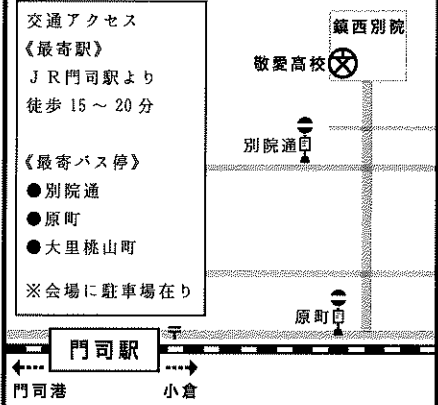 交通アクセス
《最寄駅》
ＪＲ門司駅より
徒歩 15～20分
《最寄バス停》
●別院通
●原町
●大里桃山町
※会場に駐車場在り
鎮西別院
敬愛高校
別院通
原町
〒
門司駅
門司港
小倉